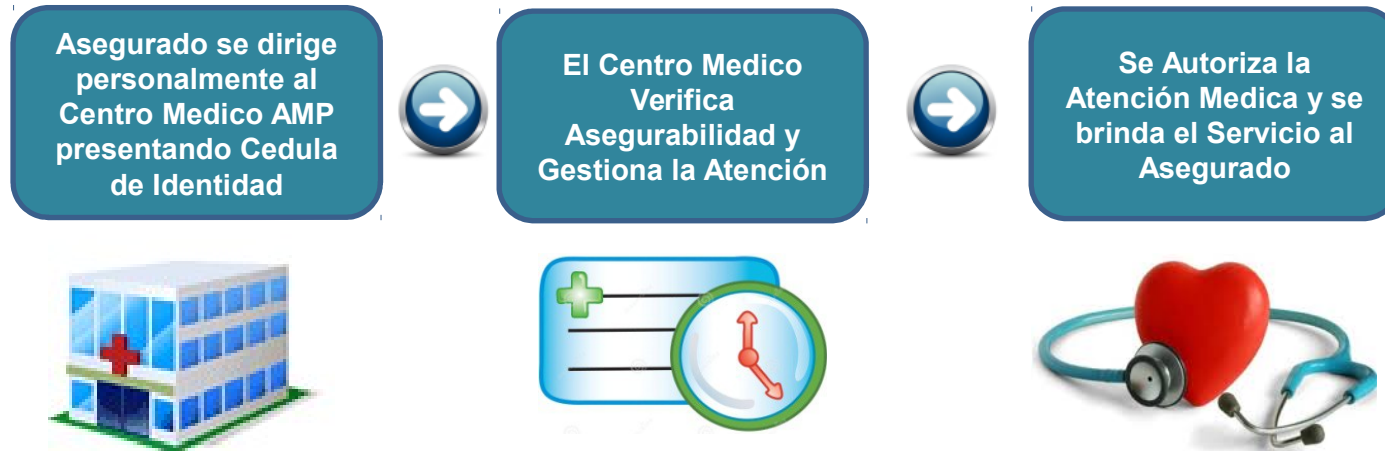 Asegurado se dirige
personalmente al
Centro Medico AMP
presentando Cedula
de Identidad
El Centro Medico
Verifica
Asegurabilidad y
Gestiona la Atención
Se Autoriza la
Atención Medica y se
brinda el Servicio al
Asegurado